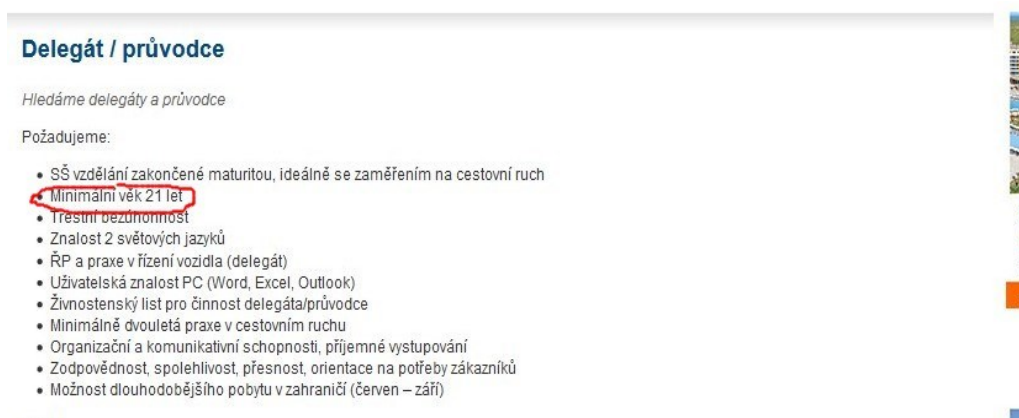 Delegát / průvodce
Hledáme delegáty a průvodce
Požadujeme:
• SŠ vzdělání zakončené maturitou, ideálně se zaměřením na cestovní ruch
• Minimální věk 21 let
• Trestní bezúhonnost
• Znalost 2 světových jazyků
• ŘP a praxe v řízení vozidla (delegát)
• Uživatelská znalost PC (Word, Excel, Outlook)
• Živnostenský list pro činnost delegáta/průvodce
• Minimálně dvouletá praxe v cestovním ruchu
• Organizační a komunikativní schopnosti, příjemné vystupování
• Zodpovědnost, spolehlivost, přesnost, orientace na potřeby zákazníků
• Možnost dlouhodobějšího pobytu v zahraničí (červen – září)